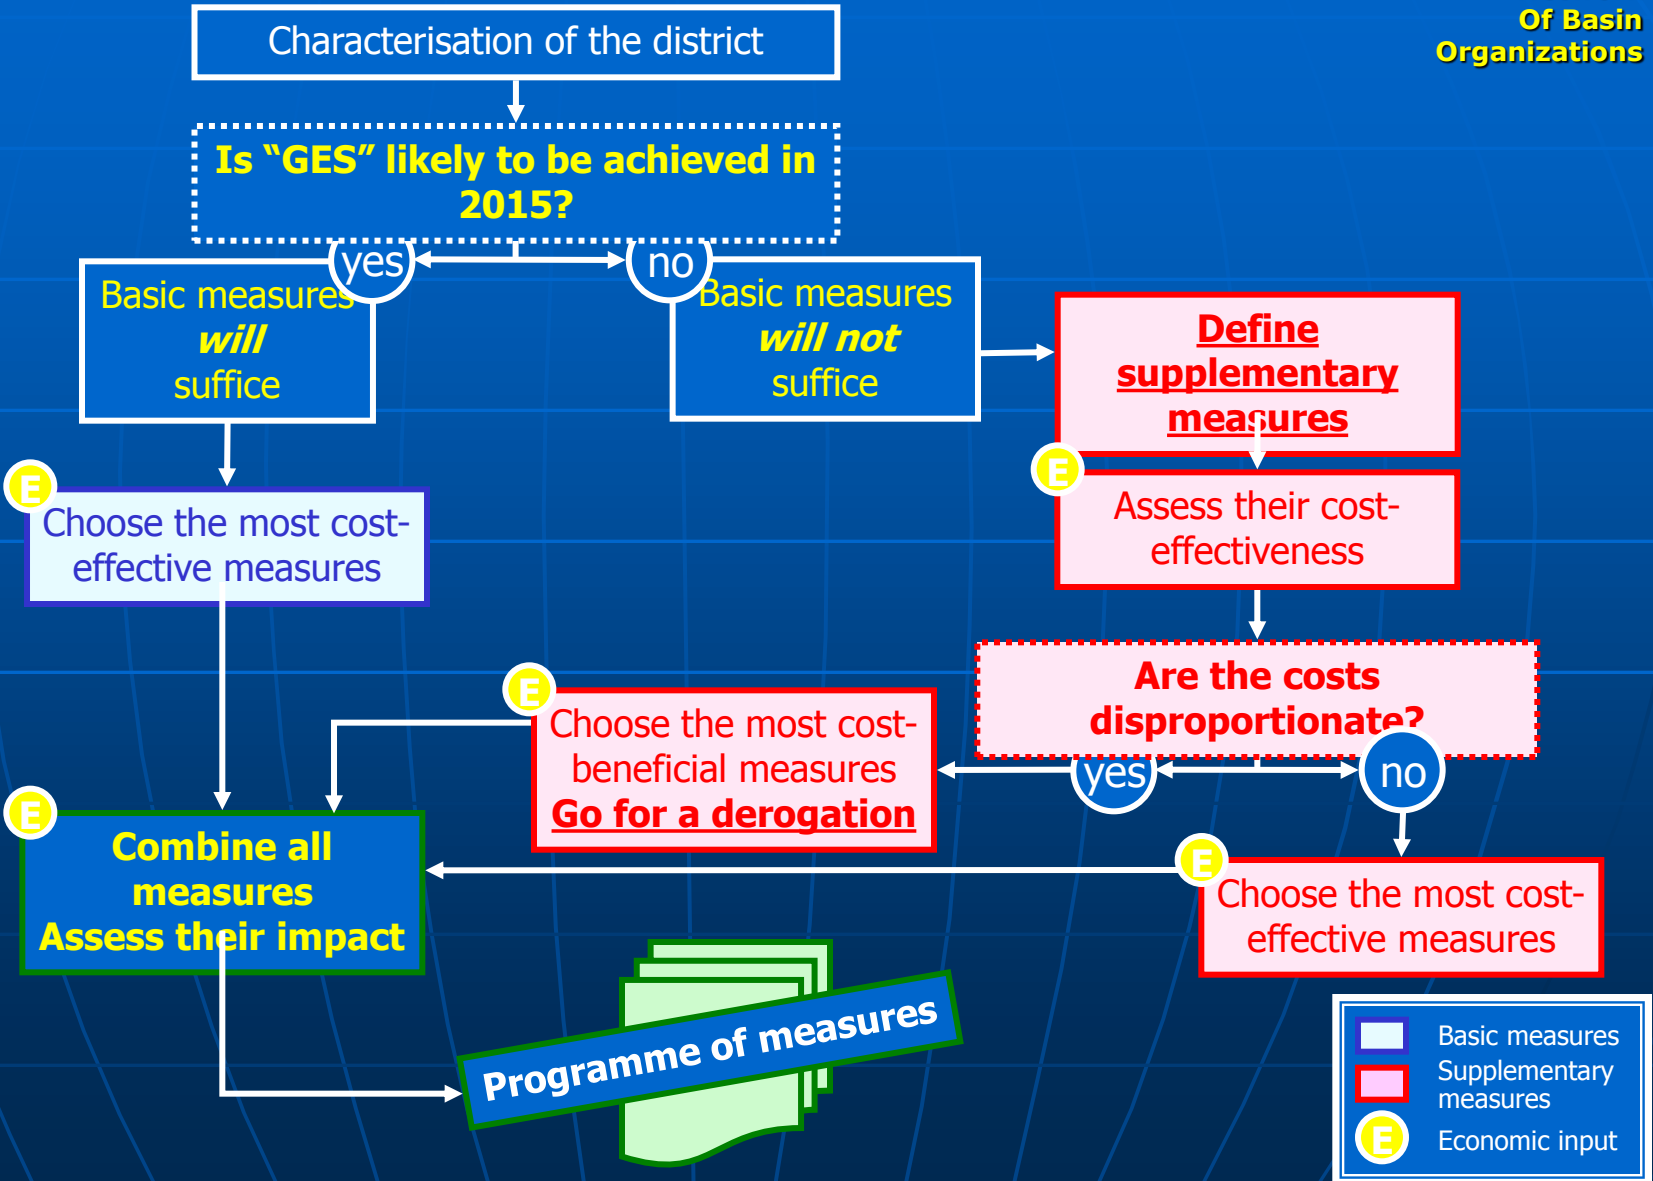 Of Basin
Organizations
Characterisation of the district
Is “GES” likely to be achieved in
2015?
yes
no
Basic measures
will
suffice
Basic measures
will not
suffice
Define
supplementary
measures
E
Choose the most cost-
effective measures
E
Assess their cost-
effectiveness
Are the costs
disproportionate?
yes
no
E
Choose the most cost-
beneficial measures
Go for a derogation
E
Combine all
measures
Assess their impact
E
Choose the most cost-
effective measures
Programme of measures
Basic measures
Supplementary
measures
E
Economic input